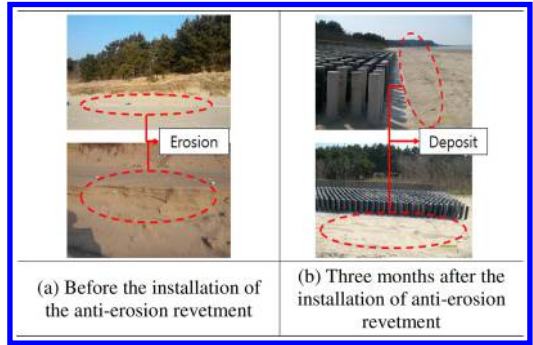 Erosion
Deposit
(a) Before the installation of
the anti-erosion revetment
(b) Three months after the
installation of anti-erosion
revetment